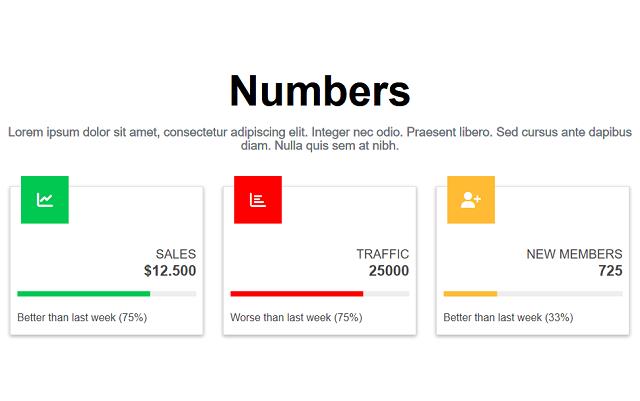 Numbers
Lorem ipsum dolor sit amet, consectetur adipiscing elit. Integer nec odio. Praesent libero. Sed cursus ante dapibus
diam. Nulla quis sem at nibh.
SALES
$12.500
Better than last week (75%)
TRAFFIC
25000
Worse than last week (75%)
NEW MEMBERS
725
Better than last week (33%)